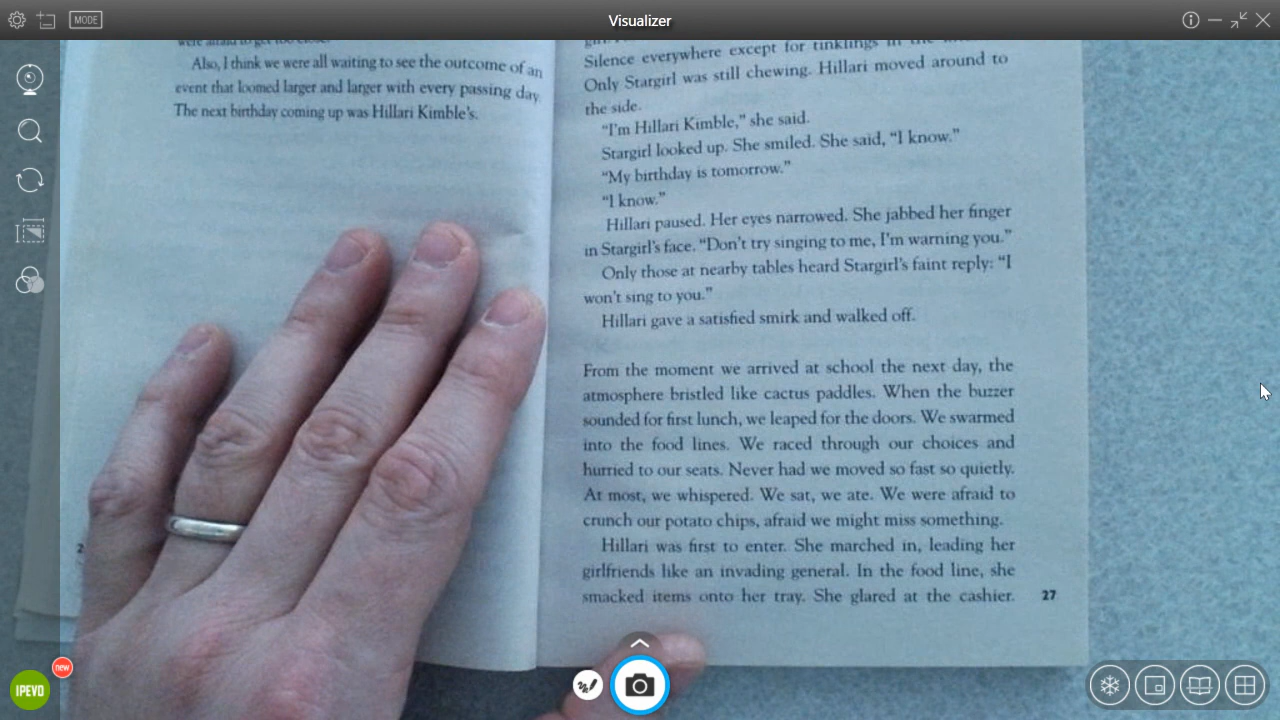 MODE
Visualizer
were afraid to get too close.
Also, I think we were all waiting to see the outcome of an
event that loomed larger and larger with every passing day.
The next birthday coming up was Hillari Kimble's.
Silence everywhere except for tinklings in the
Only Stargirl was still chewing. Hillari moved around to
the side.
"I'm Hillari Kimble," she said.
Stargirl looked up. She smiled. She said, "I know."
"My birthday is tomorrow."
"I know."
Hillari paused. Her eyes narrowed. She jabbed her finger
in Stargirl's face. "Don't try singing to me, I'm warning you."
Only those at nearby tables heard Stargirl's faint reply: "I
won't sing to you."
Hillari gave a satisfied smirk and walked off.
From the moment we arrived at school the next day, the
atmosphere bristled like cactus paddles. When the buzzer
sounded for first lunch, we leaped for the doors. We swarmed
into the food lines. We raced through our choices and
hurried to our seats. Never had we moved so fast so quietly.
At most, we whispered. We sat, we ate. We were afraid to
crunch our potato chips, afraid we might miss something.
Hillari was first to enter. She marched in, leading her
girlfriends like an invading general. In the food line, she
smacked items onto her tray. She glared at the cashier.
27
new
IPEVO